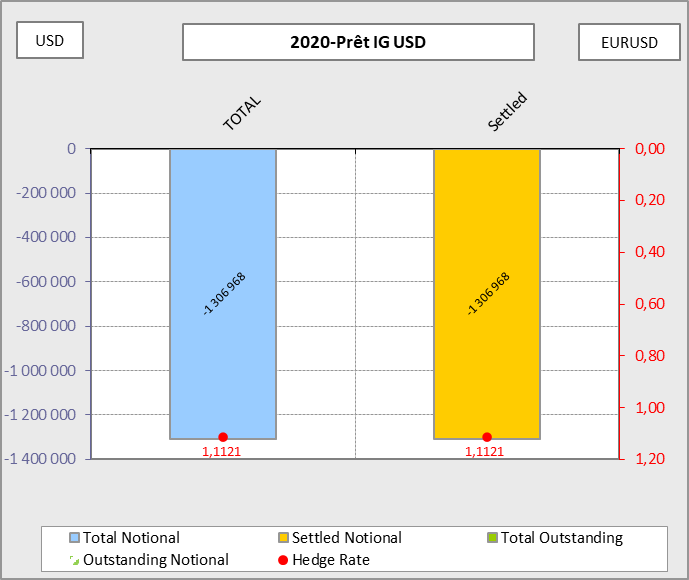 USD
2020-Prêt IG USD
EURUSD
TOTAL
Settled
0
-200 000
-400 000
-600 000
-800 000
-1 000 000
-1 200 000
-1 400 000
0,00
0,20
0,40
0,60
0,80
1,00
1,20
-1 306 968
-1 306 968
1,1121
1,1121
Total Notional
Settled Notional
Total Outstanding
Outstanding Notional
Hedge Rate